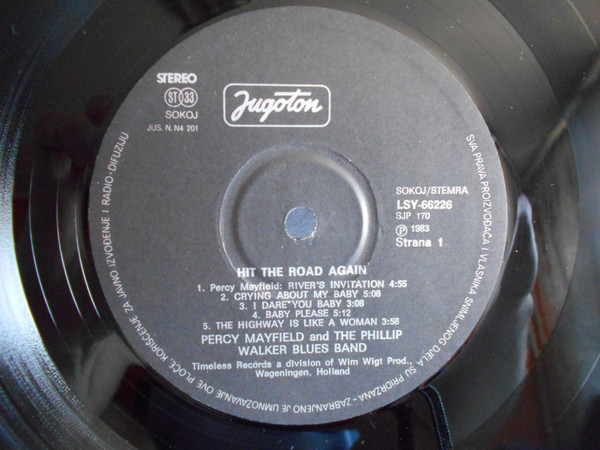 STEREO
ST 33
SOKOJ
JUS. N. N4 201
Jugoton
SOKOJ/STEMRA
LSY-66226
SJP 170
Ⓟ 1983
Strana 1
HIT THE ROAD AGAIN
1. Percy Mayfield: RIVER'S INVITATION 4:55
2. CRYING ABOUT MY BABY 5:08
3. I DARE YOU BABY 3:08
4. BABY PLEASE 5:12
5. THE HIGHWAY IS LIKE A WOMAN 3:58
PERCY MAYFIELD and THE PHILLIP
WALKER BLUES BAND
Timeless Records a division of Wim Wigt Prod.,
Wageningen, Holland
SVA PRAVA PROIZVOĐAČA I VLASNIKA SNIMLJENOG DJELA SU PRIDRŽANA - ZABRANJENO JE UMNOŽAVANJE OVE PLOČE, KORIŠĆENJE ZA JAVNO IZVOĐENJE I RADIO-DIFUZIJU